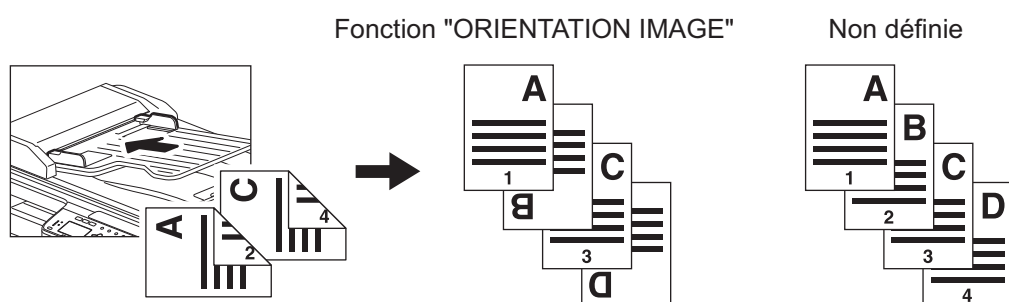 Fonction "ORIENTATION IMAGE"
Non définie
A
2
C
4
A
1
B
C
3
D
A
1
B
2
C
3
D
4